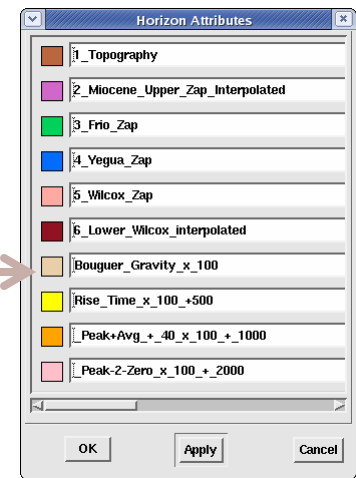 Horizon Attributes
1_Topography
2_Miocene_Upper_Zap_Interpolated
3_Frio_Zap
4_Yegua_Zap
5_Wilcox_Zap
6_Lower_Wilcox_interpolated
Bouguer_Gravity_x_100
Rise_Time_x_100_+500
_Peak+Avg_+_40_x_100_+_1000
_Peak-2-Zero_x_100_+_2000
OK
Apply
Cancel